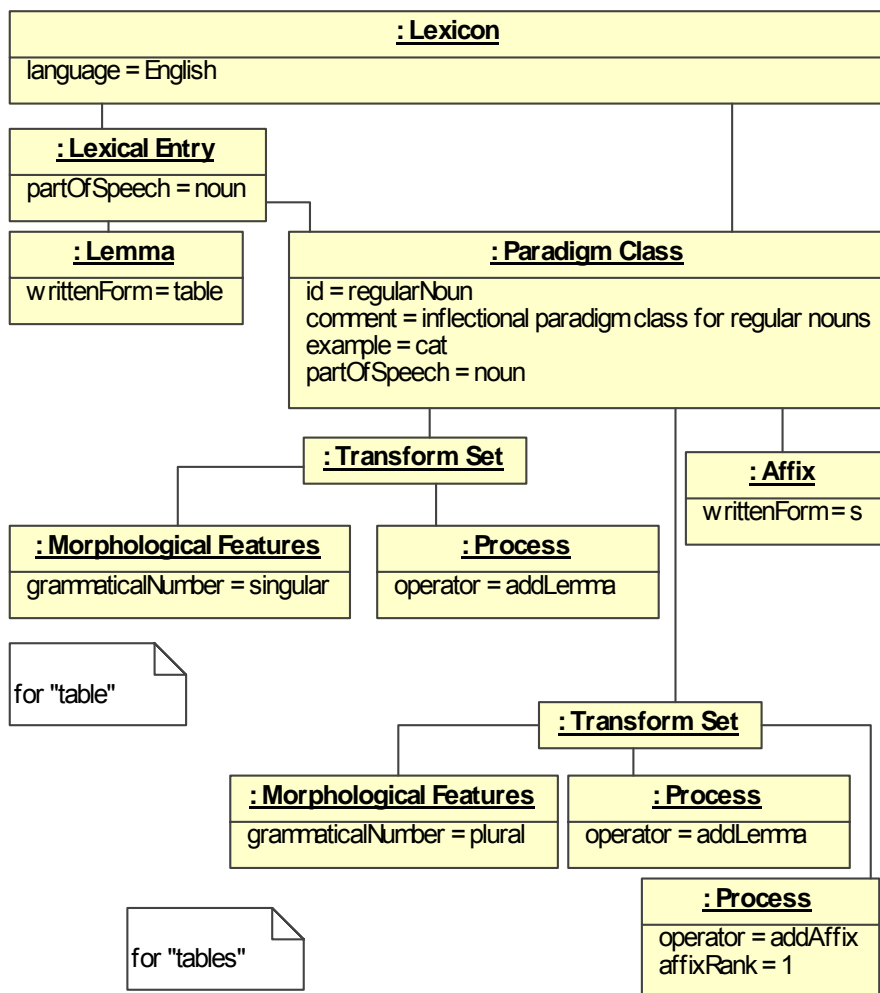 : Lexicon
language = English
: Lexical Entry
partOfSpeech = noun
: Lemma
writtenForm = table
: Paradigm Class
id = regularNoun
comment = inflectional paradigm class for regular nouns
example = cat
partOfSpeech = noun
: Transform Set
: Affix
writtenForm = s
: Morphological Features
grammaticalNumber = singular
: Process
operator = addLemma
for "table"
: Transform Set
: Morphological Features
grammaticalNumber = plural
: Process
operator = addLemma
: Process
operator = addAffix
affixRank = 1
for "tables"